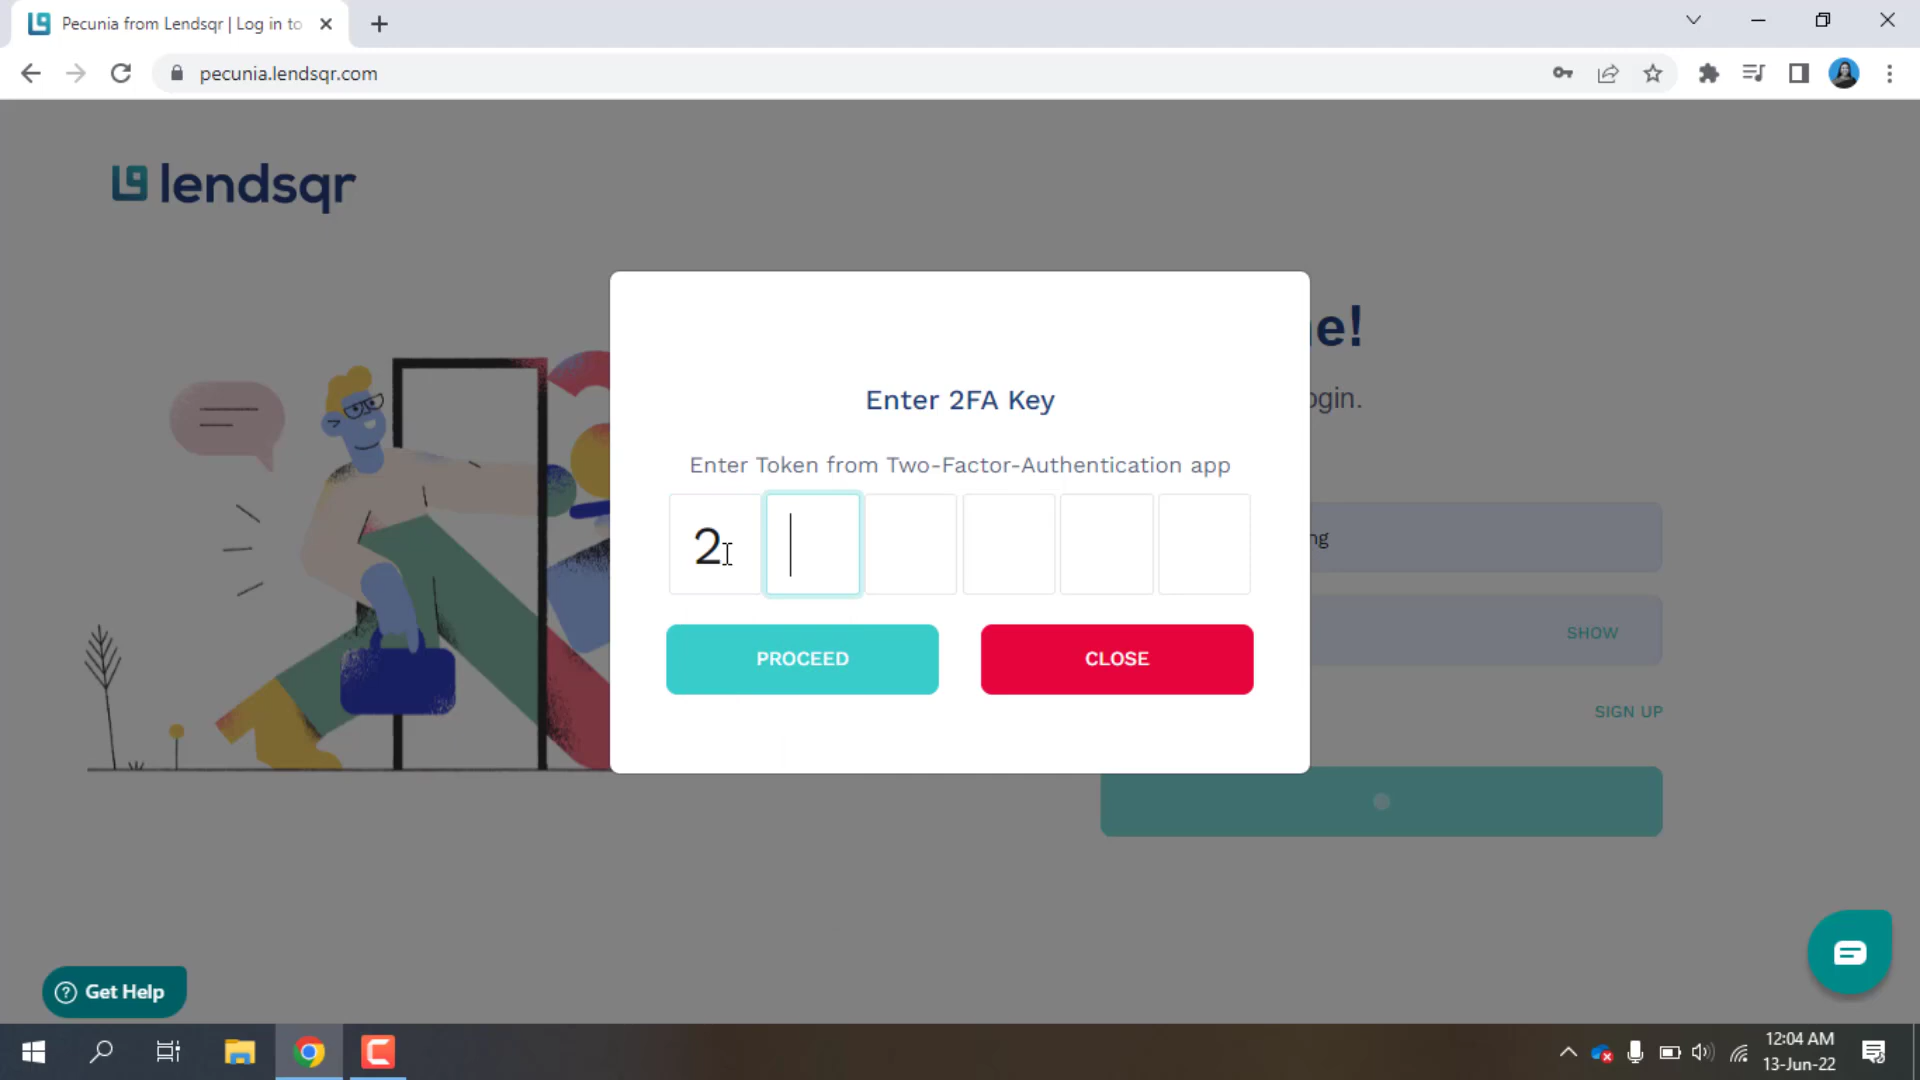 Pecunia from Lendsqr | Log in to
pecunia.lendsqr.com
lendsqr
e!
ogin.
Enter 2FA Key
Enter Token from Two-Factor-Authentication app
2
ng
PROCEED
CLOSE
SHOW
SIGN UP
Get Help
12:04 AM
13-Jun-22